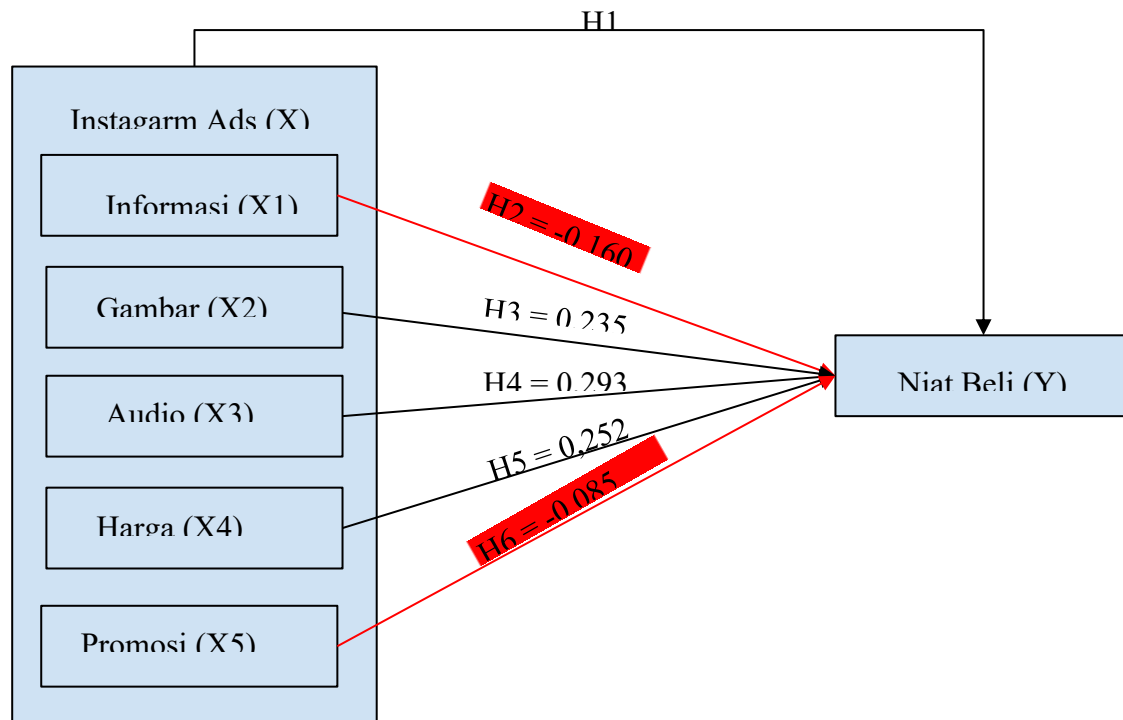 H1
Instagarm Ads (X)
Informasi (X1)
H2 = -0,160
Gambar (X2)
H3 = 0,235
H4 = 0,293
Niat Beli (Y)
Audio (X3)
H5 = 0,252
H6 = -0,085
Harga (X4)
Promosi (X5)